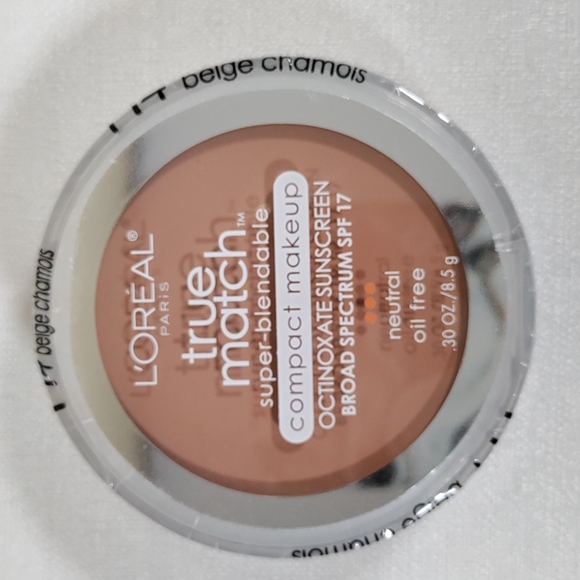 L'ORÉAL®
PARIS
true
match™
super-blendable
compact makeup
OCTINOXATE SUNSCREEN
BROAD SPECTRUM SPF 17
neutral
oil free
.30 OZ./8.5 g
beige chamois
beige chamois